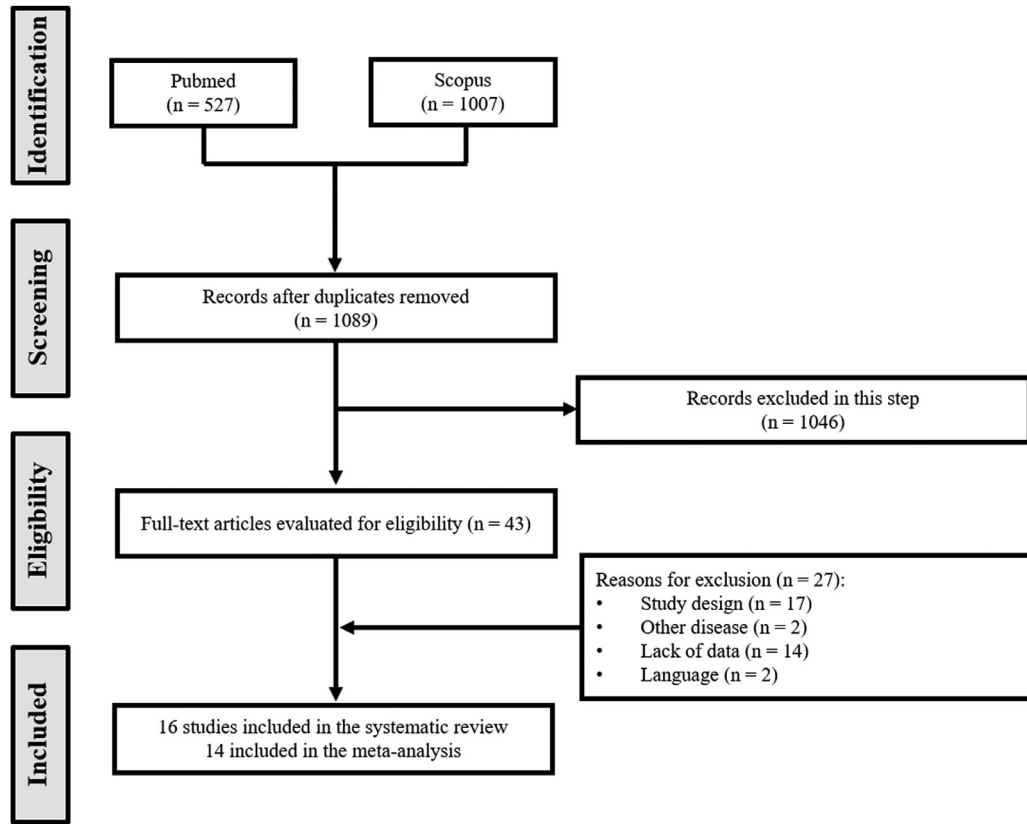 Identification
Pubmed
(n = 527)
Scopus
(n = 1007)
Screening
Records after duplicates removed
(n = 1089)
Records excluded in this step
(n = 1046)
Eligibility
Full-text articles evaluated for eligibility (n = 43)
Reasons for exclusion (n = 27):
• Study design (n = 17)
• Other disease (n = 2)
• Lack of data (n = 14)
• Language (n = 2)
Included
16 studies included in the systematic review
14 included in the meta-analysis